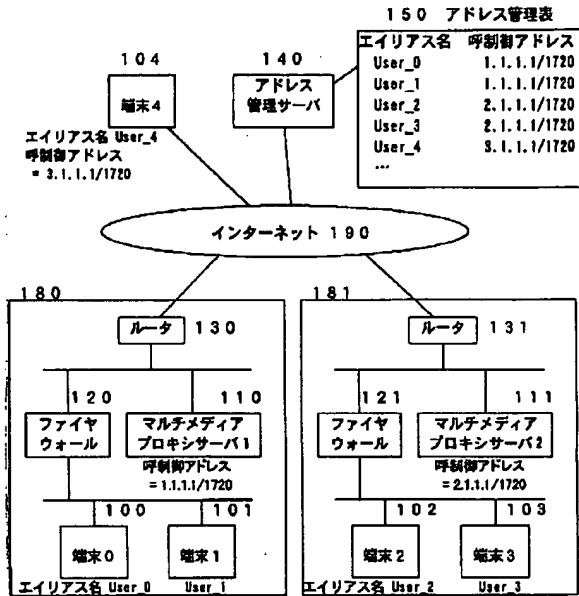 150 アドレス管理表
エイリアス名 呼制御アドレス
User_0 1.1.1.1/1720
User_1 1.1.1.1/1720
User_2 2.1.1.1/1720
User_3 2.1.1.1/1720
User_4 3.1.1.1/1720
...
104
端末4
エイリアス名 User_4
呼制御アドレス
= 3.1.1.1/1720
140
アドレス
管理サーバ
インターネット 190
180
ルータ 130
120
ファイヤ
ウォール
110
マルチメディア
プロキシサーバ1
呼制御アドレス
=1.1.1.1/1720
100
端末0
エイリアス名 User_0
101
端末1
User_1
181
ルータ 131
121
ファイヤ
ウォール
111
マルチメディア
プロキシサーバ2
呼制御アドレス
=2.1.1.1/1720
102
端末2
エイリアス名 User_2
103
端末3
User_3